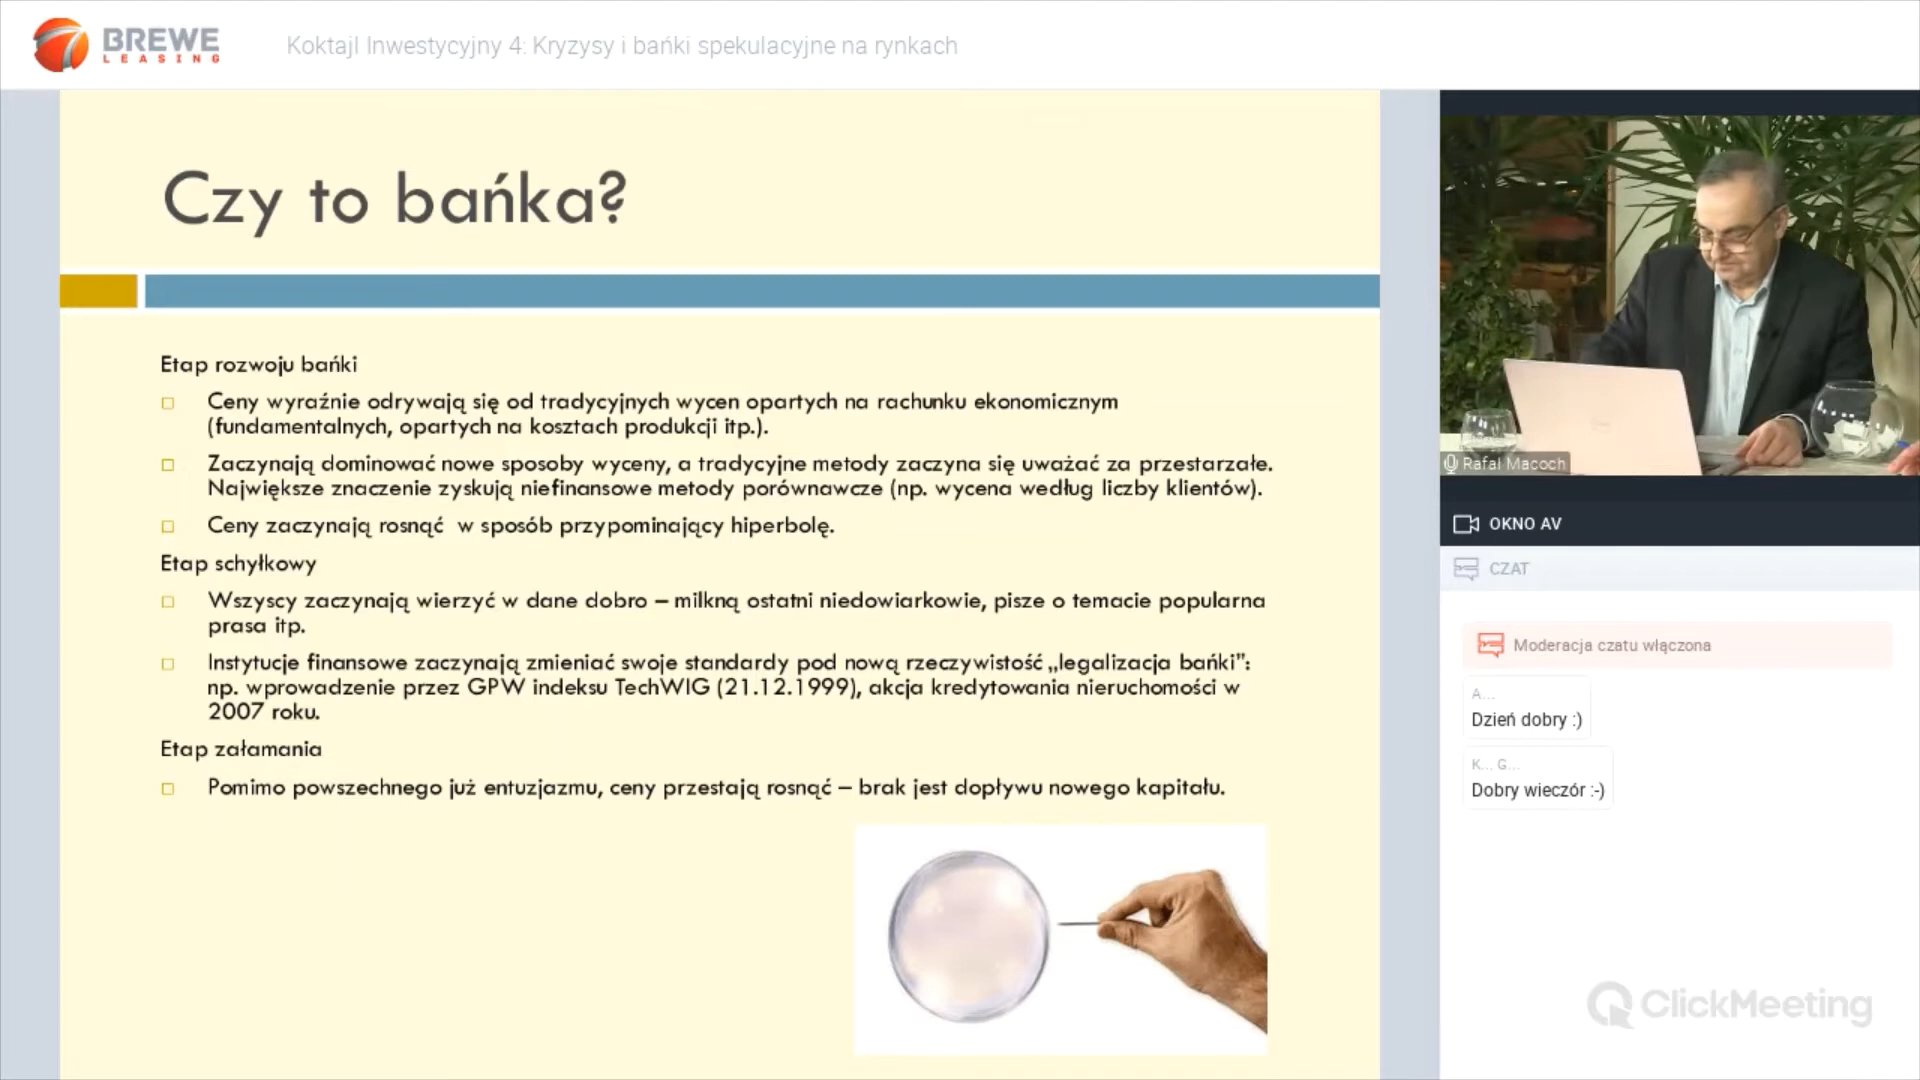 BREWE
LEASING
Koktajl Inwestycyjny 4: Kryzysy i bańki spekulacyjne na rynkach
Czy to bańka?
Etap rozwoju bańki
Ceny wyraźnie odrywają się od tradycyjnych wycen opartych na rachunku ekonomicznym
(fundamentalnych, opartych na kosztach produkcji itp.).
Zaczynają dominować nowe sposoby wyceny, a tradycyjne metody zaczyna się uważać za przestarzałe.
Największe znaczenie zyskują niefinansowe metody porównawcze (np. wycena według liczby klientów).
Ceny zaczynają rosnąć w sposób przypominający hiperbolę.
Etap schyłkowy
Wszyscy zaczynają wierzyć w dane dobro – milkną ostatni niedowiarkowie, pisze o temacie popularna
prasa itp.
Instytucje finansowe zaczynają zmieniać swoje standardy pod nową rzeczywistość „legalizacja bańki”:
np. wprowadzenie przez GPW indeksu TechWIG (21.12.1999), akcja kredytowania nieruchomości w
2007 roku.
Etap załamania
Pomimo powszechnego już entuzjazmu, ceny przestają rosnąć – brak jest dopływu nowego kapitału.
Rafal Macoch
OKNO AV
CZAT
Moderacja czatu włączona
A...
Dzień dobry :)
K... G...
Dobry wieczór :-)
ClickMeeting